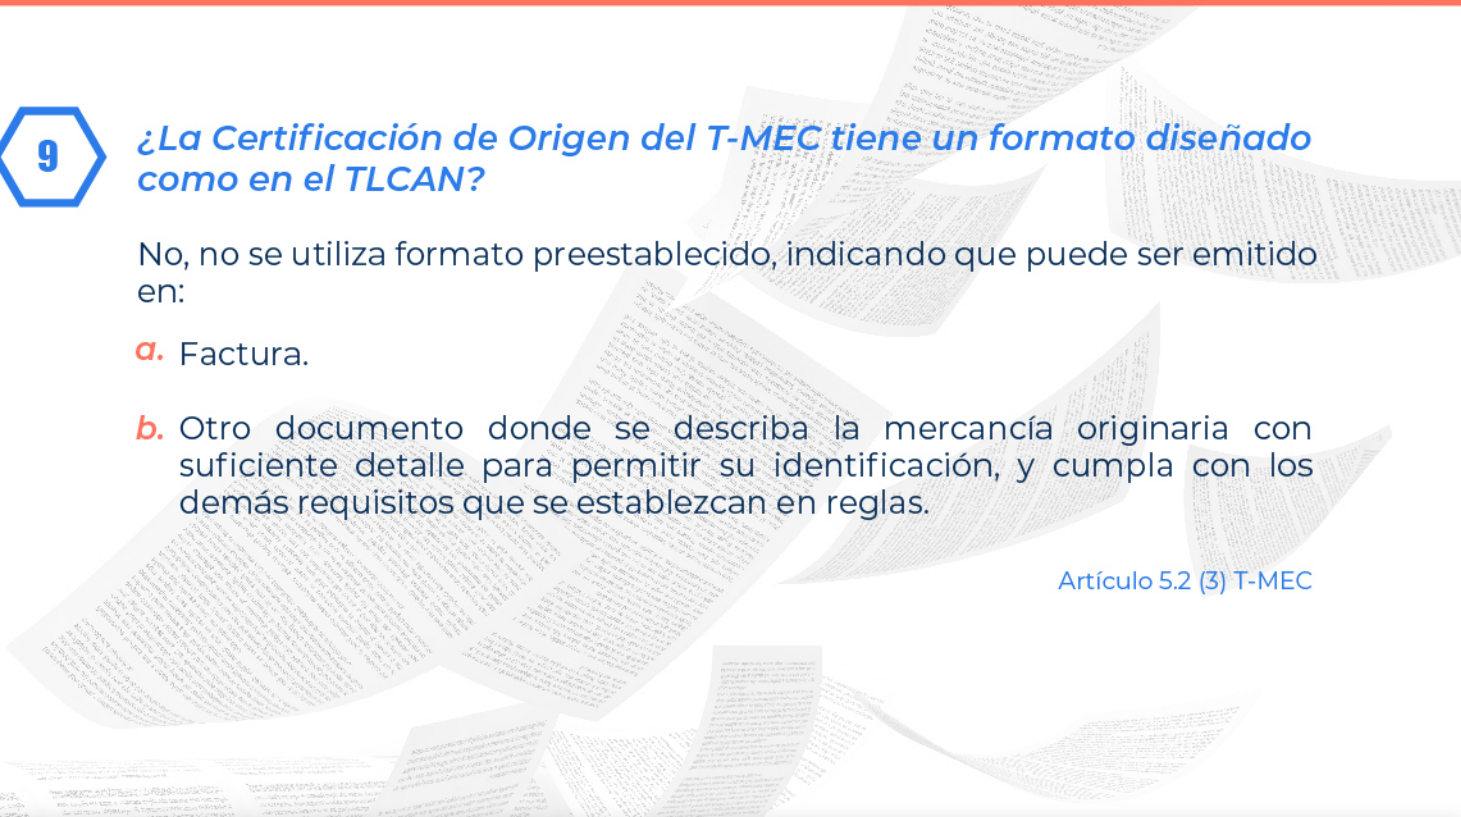 9
¿La Certificación de Origen del T-MEC tiene un formato diseñado
como en el TLCAN?
No, no se utiliza formato preestablecido, indicando que puede ser emitido
en:
a. Factura.
b. Otro documento donde se describa la mercancía originaria con
suficiente detalle para permitir su identificación, y cumpla con los
demás requisitos que se establezcan en reglas.
Artículo 5.2 (3) T-MEC